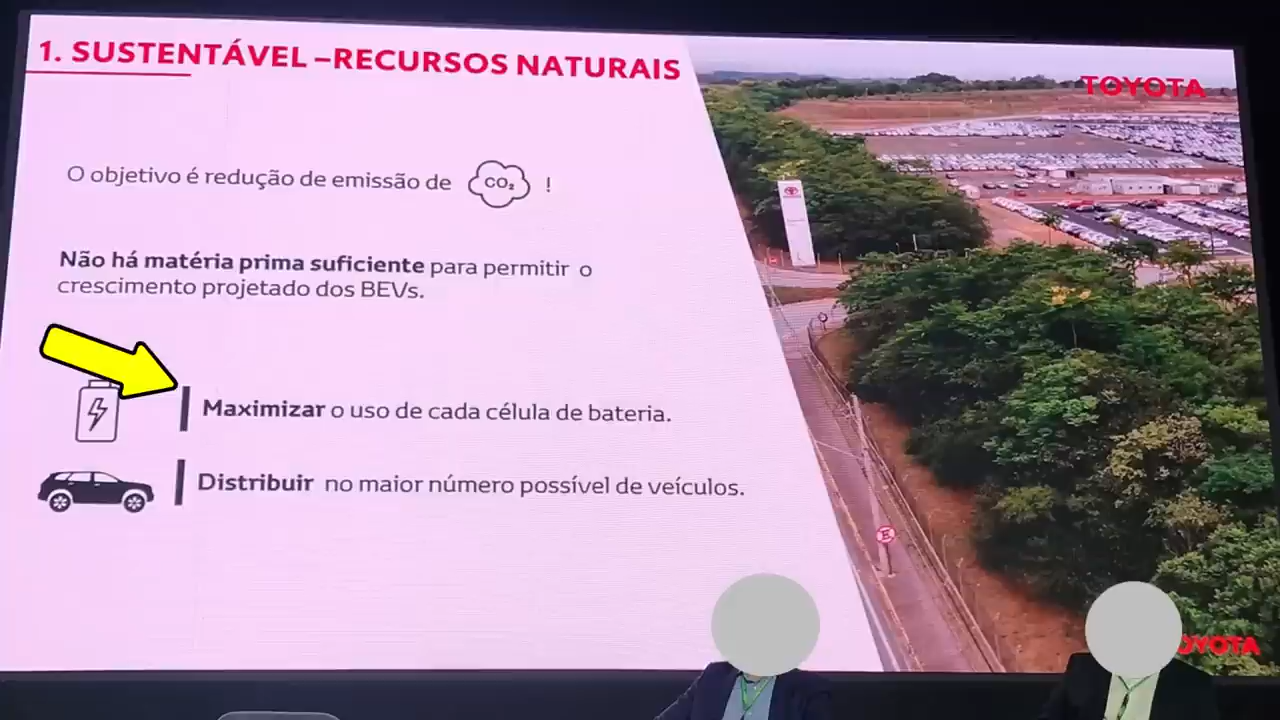 1. SUSTENTÁVEL –RECURSOS NATURAIS
TOYOTA
O objetivo é redução de emissão de CO₂ !
Não há matéria prima suficiente para permitir o
crescimento projetado dos BEVs.
Maximizar o uso de cada célula de bateria.
Distribuir no maior número possível de veículos.
E
TOYOTA